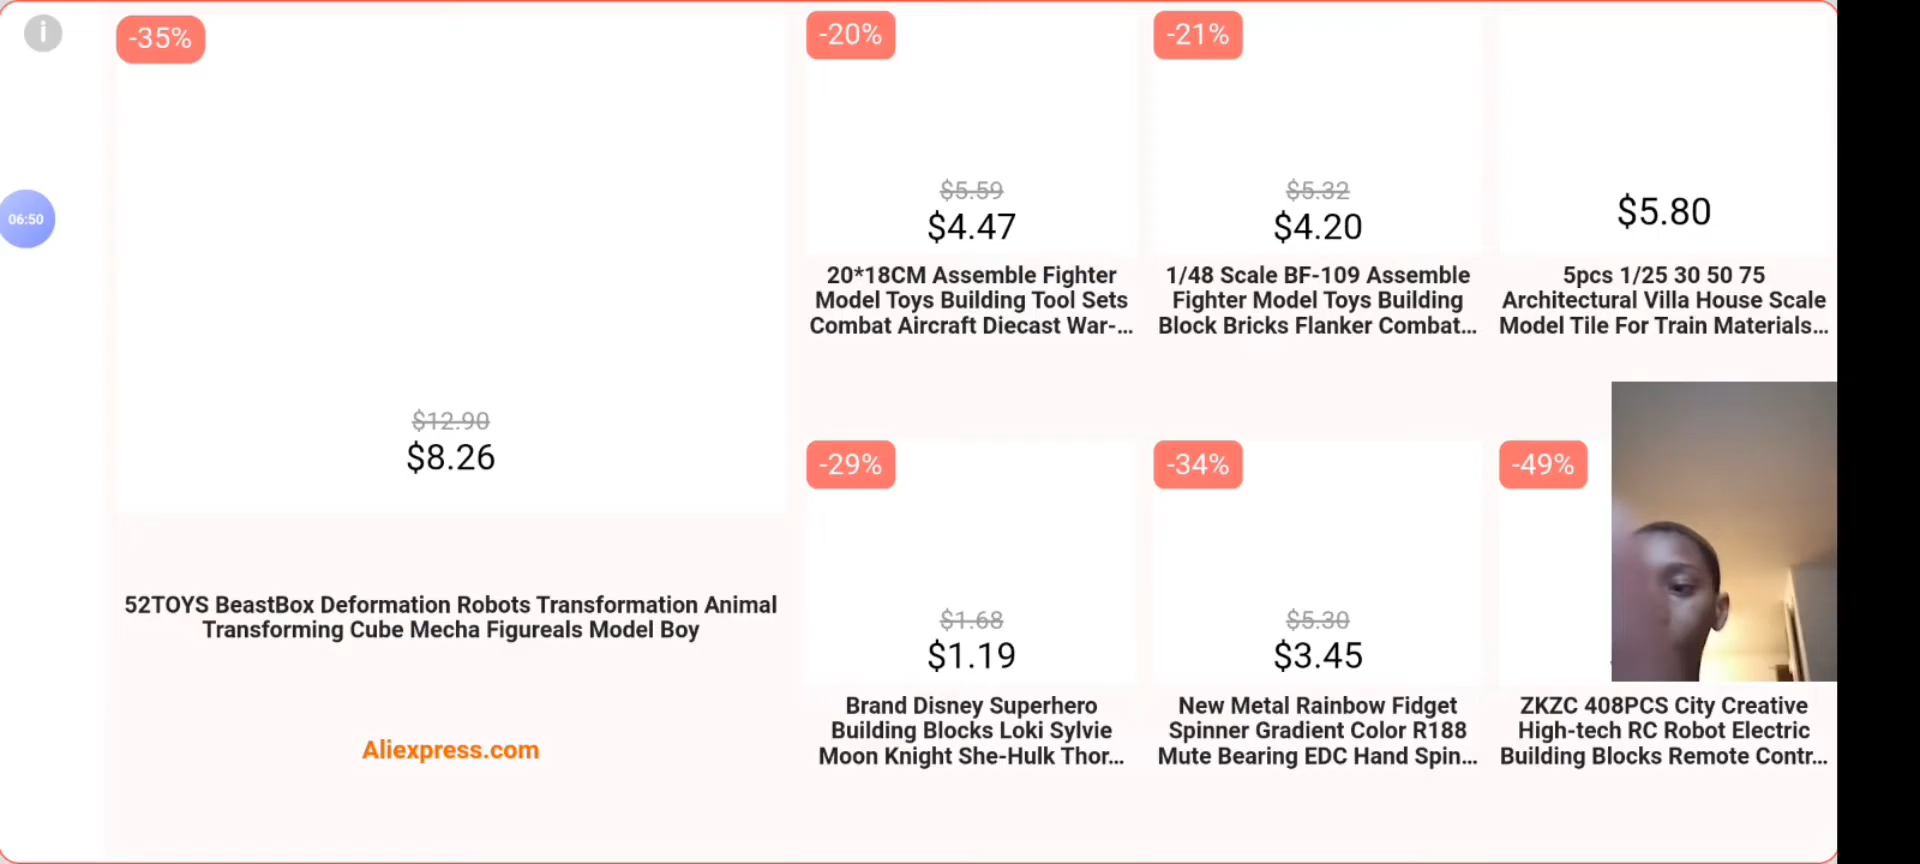 i
-35%
06:50
$12.90
$8.26
52TOYS BeastBox Deformation Robots Transformation Animal
Transforming Cube Mecha Figureals Model Boy
Aliexpress.com
-20%
$5.59
$4.47
20*18CM Assemble Fighter
Model Toys Building Tool Sets
Combat Aircraft Diecast War-...
-21%
$5.32
$4.20
1/48 Scale BF-109 Assemble
Fighter Model Toys Building
Block Bricks Flanker Combat...
$5.80
5pcs 1/25 30 50 75
Architectural Villa House Scale
Model Tile For Train Materials...
-29%
$1.68
$1.19
Brand Disney Superhero
Building Blocks Loki Sylvie
Moon Knight She-Hulk Thor...
-34%
$5.30
$3.45
New Metal Rainbow Fidget
Spinner Gradient Color R188
Mute Bearing EDC Hand Spin...
-49%
ZKZC 408PCS City Creative
High-tech RC Robot Electric
Building Blocks Remote Contr...